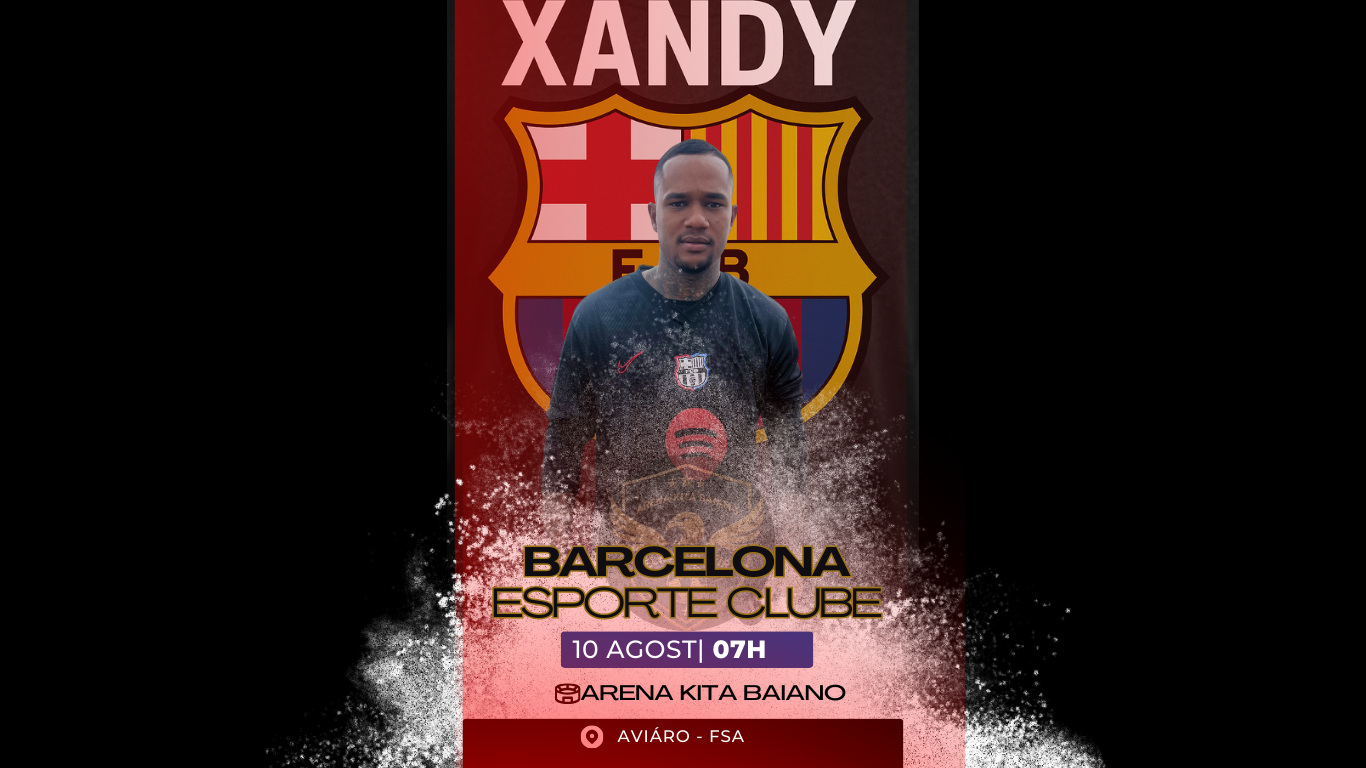 XANDY
F B
BARCELONA
ESPORTE CLUBE
10 AGOST| 07H
ARENA KITA BAIANO
AVIÁRO - FSA